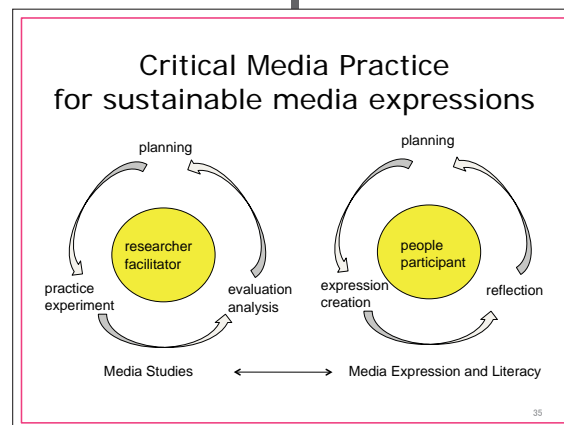 Critical Media Practice
for sustainable media expressions
planning
researcher
facilitator
practice
experiment
evaluation
analysis
Media Studies
planning
people
participant
expression
creation
reflection
Media Expression and Literacy
35